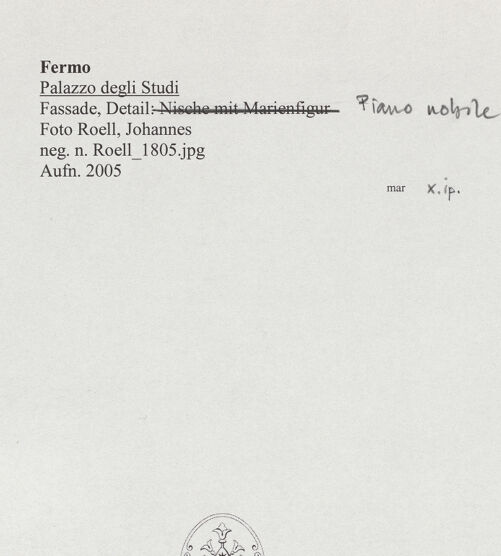 Fermo
Palazzo degli Studi
Fassade, Detail: Nische mit Marienfigur Piano nobile
Foto Roell, Johannes
neg. n. Roell_1805.jpg
Aufn. 2005
mar x.ip.